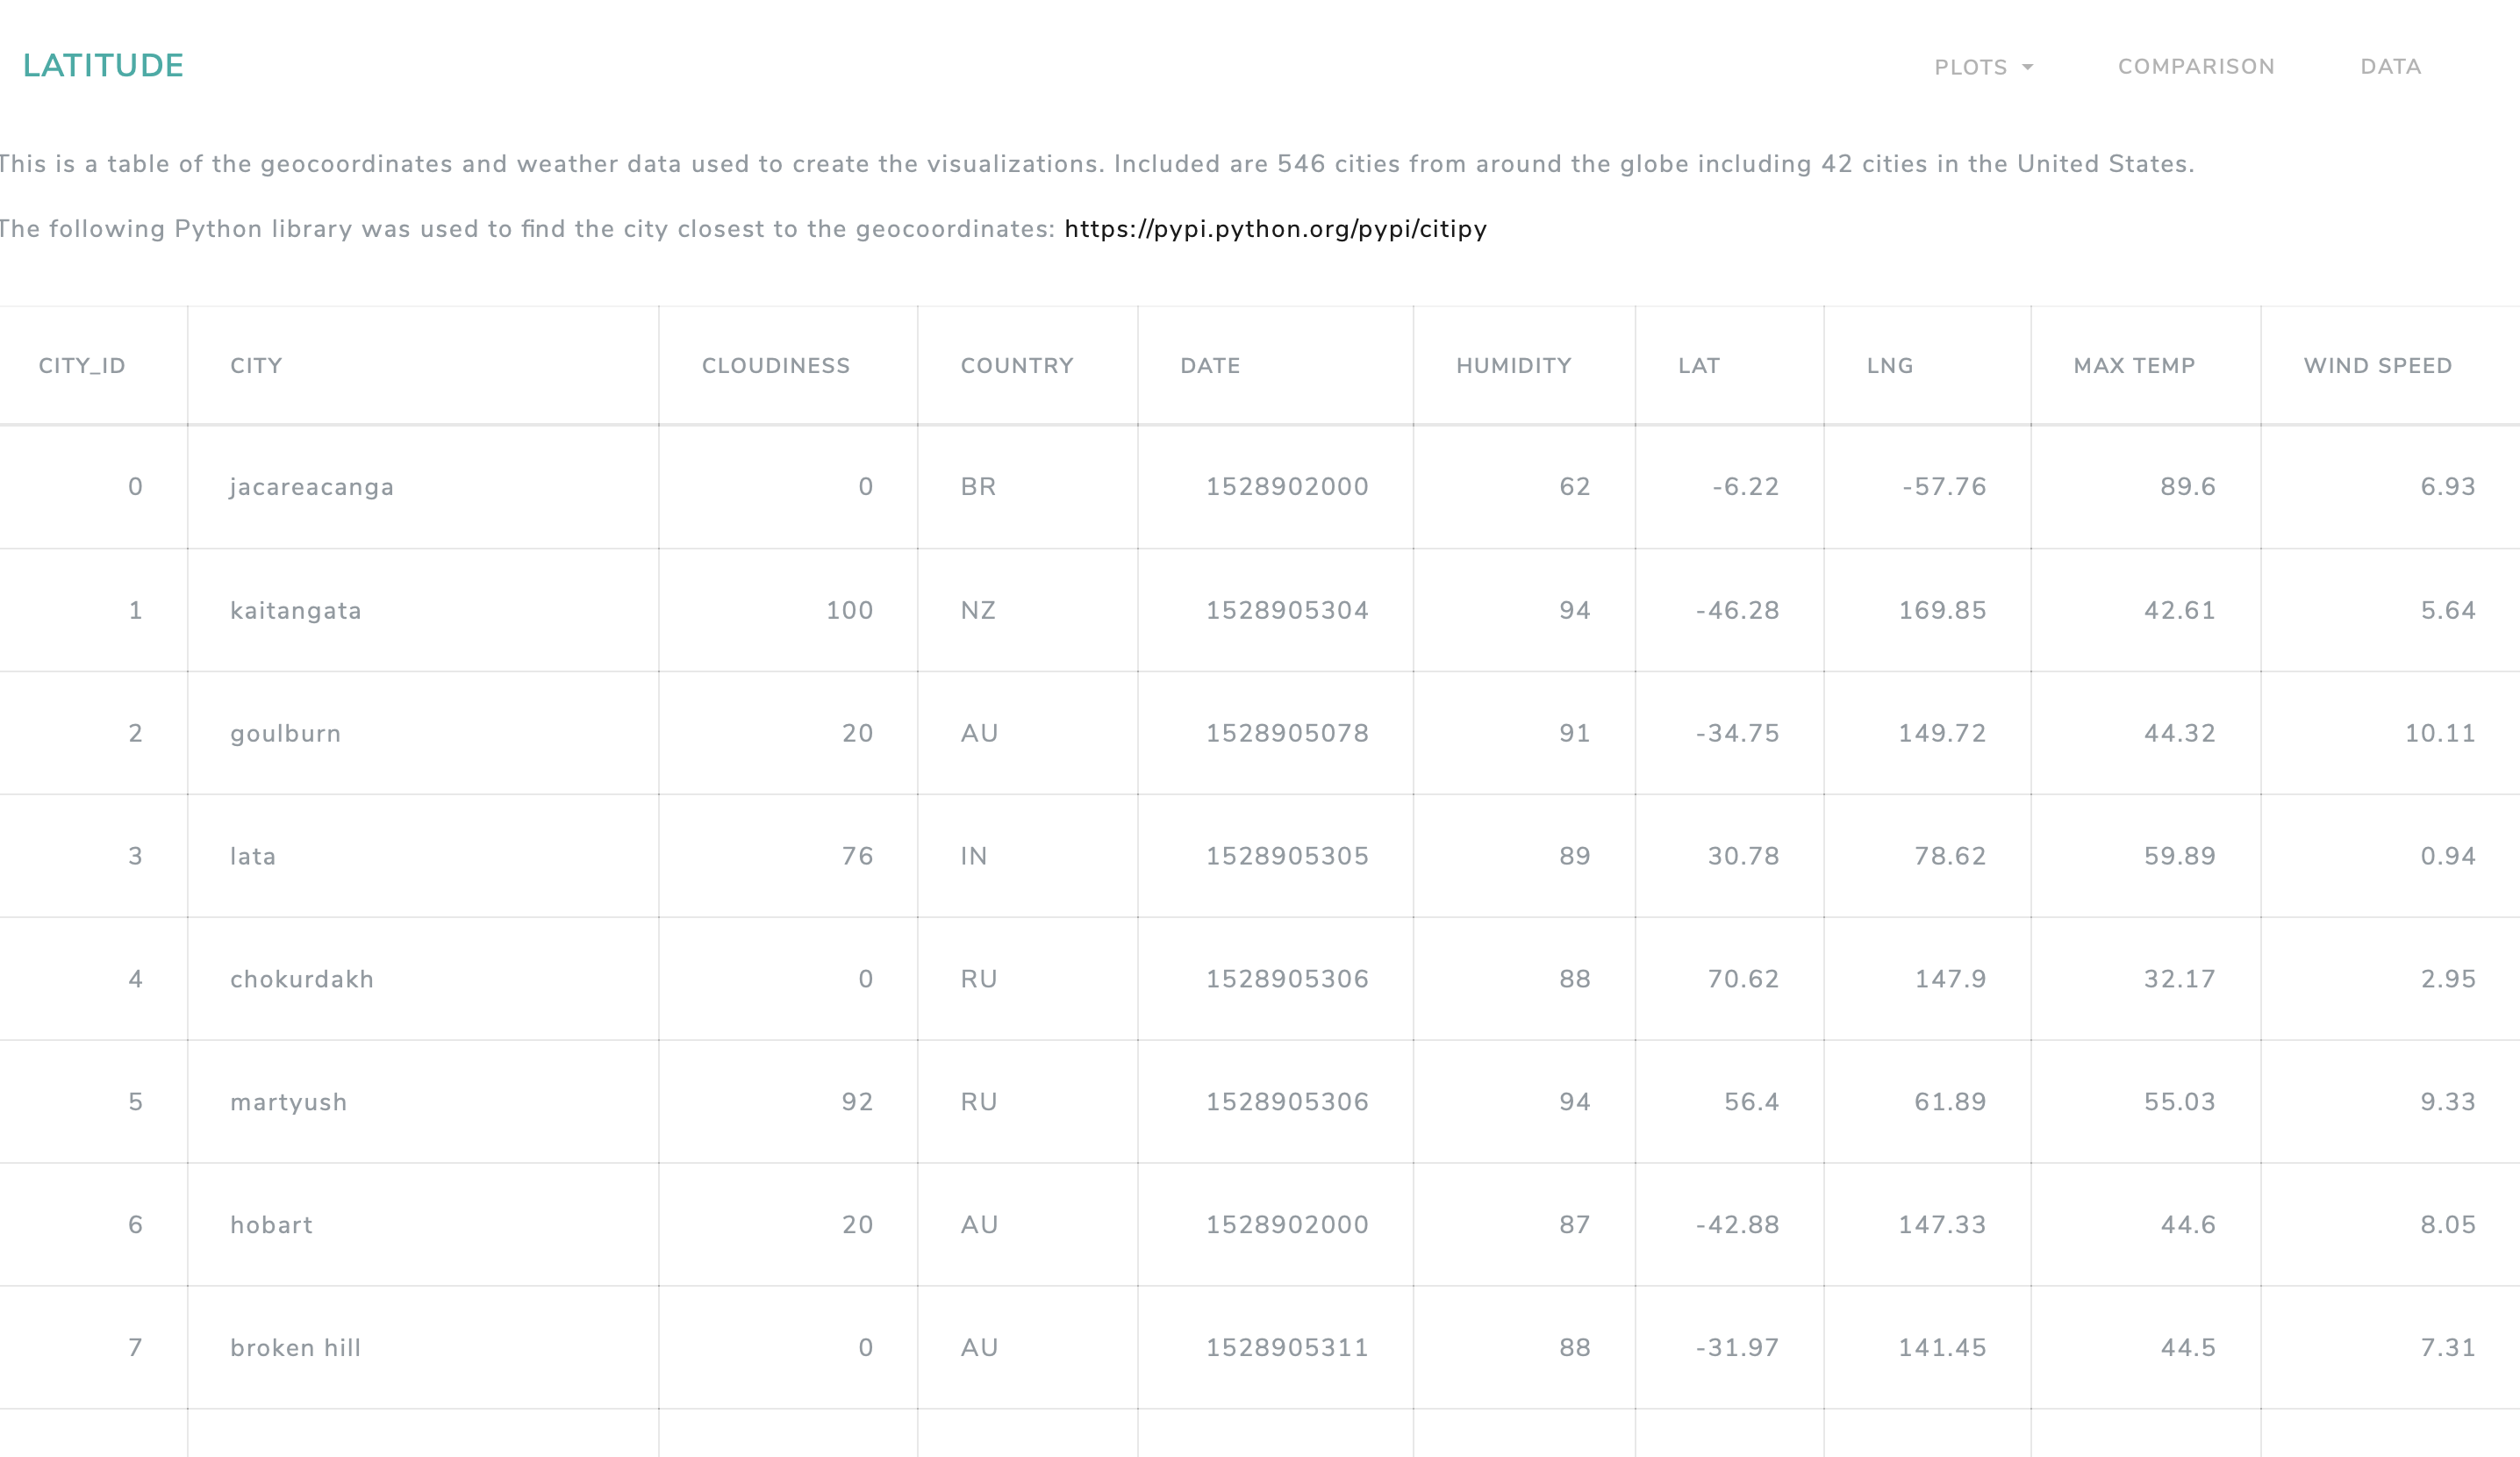 LATITUDE PLOTS COMPARISON DATA
This is a table of the geocoordinates and weather data used to create the visualizations. Included are 546 cities from around the globe including 42 cities in the United States.
The following Python library was used to find the city closest to the geocoordinates: https://pypi.python.org/pypi/citipy
CITY_ID CITY CLOUDINESS COUNTRY DATE HUMIDITY LAT LNG MAX TEMP WIND SPEED
0 jacareacanga 0 BR 1528902000 62 -6.22 -57.76 89.6 6.93
1 kaitangata 100 NZ 1528905304 94 -46.28 169.85 42.61 5.64
2 goulburn 20 AU 1528905078 91 -34.75 149.72 44.32 10.11
3 lata 76 IN 1528905305 89 30.78 78.62 59.89 0.94
4 chokurdakh 0 RU 1528905306 88 70.62 147.9 32.17 2.95
5 martyush 92 RU 1528905306 94 56.4 61.89 55.03 9.33
6 hobart 20 AU 1528902000 87 -42.88 147.33 44.6 8.05
7 broken hill 0 AU 1528905311 88 -31.97 141.45 44.5 7.31